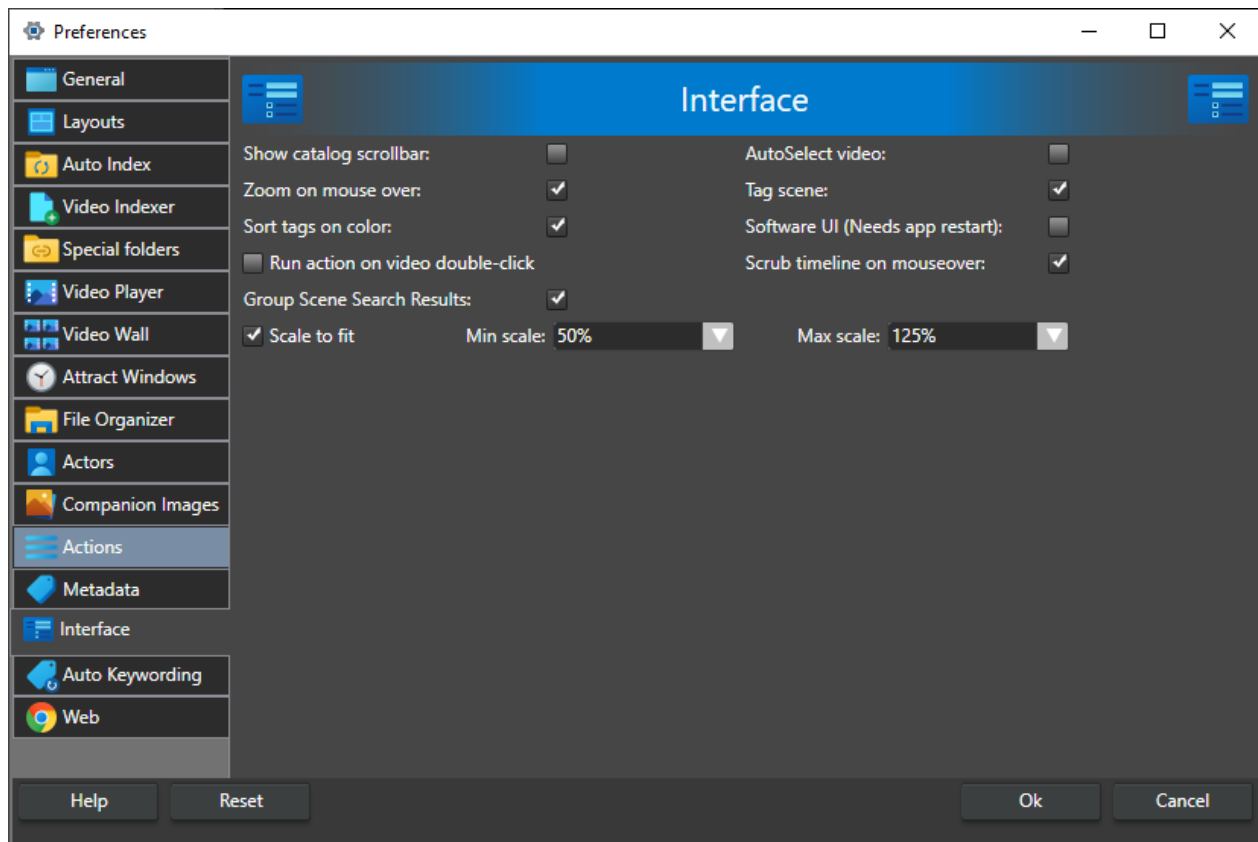 Preferences
General
Layouts
Auto Index
Video Indexer
Special folders
Video Player
Video Wall
Attract Windows
File Organizer
Actors
Companion Images
Actions
Metadata
Interface
Auto Keywording
Web
Interface
Show catalog scrollbar:
AutoSelect video:
Zoom on mouse over:
Tag scene:
Sort tags on color:
Software UI (Needs app restart):
Run action on video double-click
Scrub timeline on mouseover:
Group Scene Search Results:
Scale to fit Min scale: 50% Max scale: 125%
Help Reset Ok Cancel